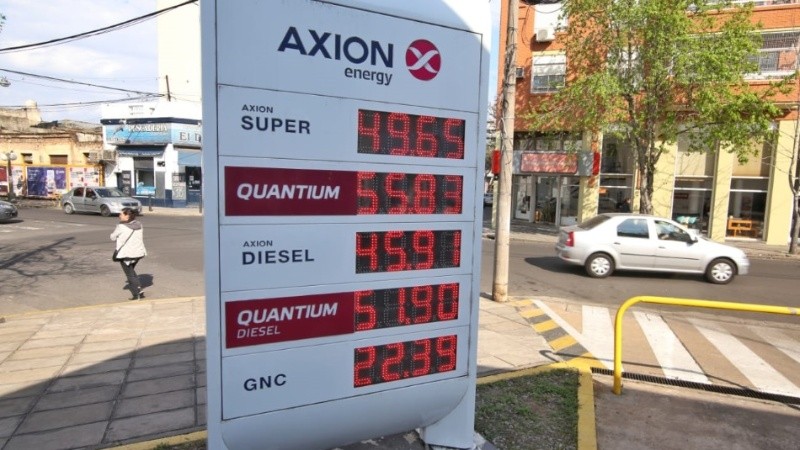 AXION
energy
AXION
SUPER 49.65
QUANTIUM 55.83
AXION
DIESEL 45.91
QUANTIUM 51.90
DIESEL
GNC 22.39